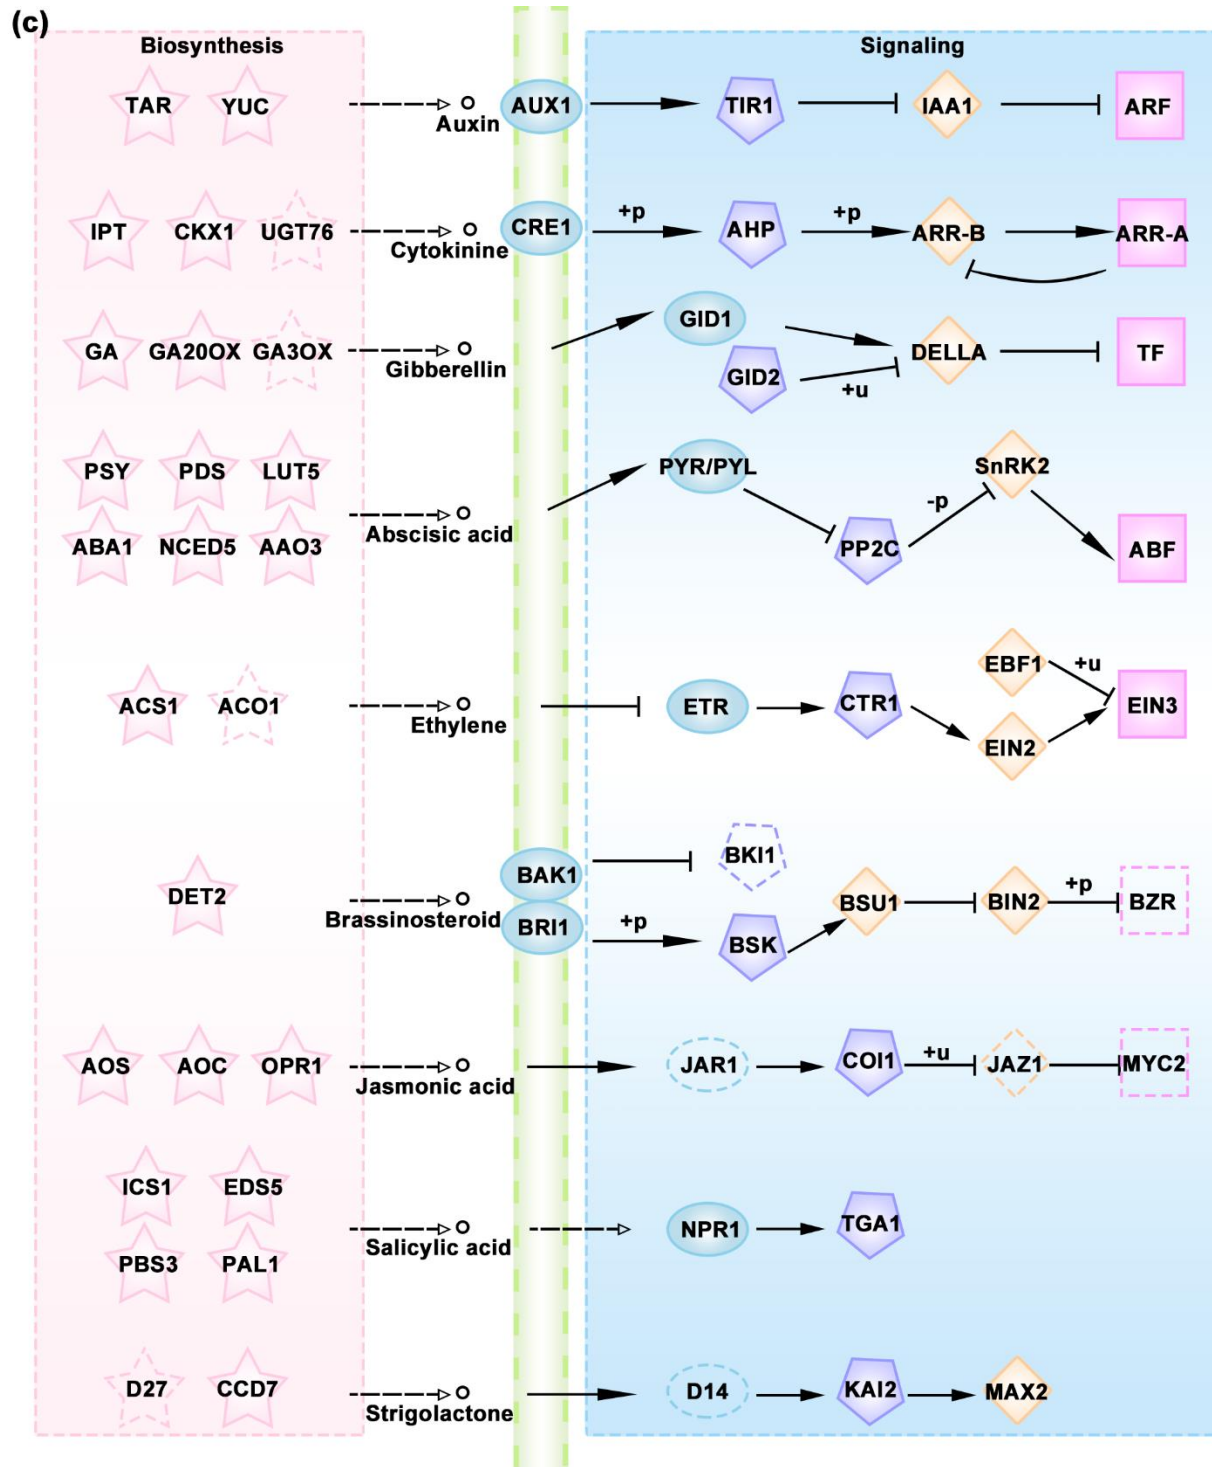 (c)
Biosynthesis
Signaling
TAR YUC Auxin AUX1 TIR1 IAA1 ARF
IPT CKX1 UGT76 Cytokinine CRE1 +p AHP +p ARR-B ARR-A
GA GA20OX GA3OX Gibberellin GID1 DELLA TF
GID2 +u
PSY PDS LUT5 PYR/PYL SnRK2
Abscisic acid -p
ABA1 NCED5 AAO3 PP2C ABF
EBF1 +u
ACS1 ACO1 Ethylene ETR CTR1 EIN3
EIN2
BAK1 BKI1
DET2 Brassinosteroid BSU1 BIN2 +p BZR
BRI1 +p BSK
AOS AOC OPR1 Jasmonic acid JAR1 COI1 +u JAZ1 MYC2
ICS1 EDS5
Salicylic acid NPR1 TGA1
PBS3 PAL1
D27 CCD7 Strigolactone D14 KAI2 MAX2